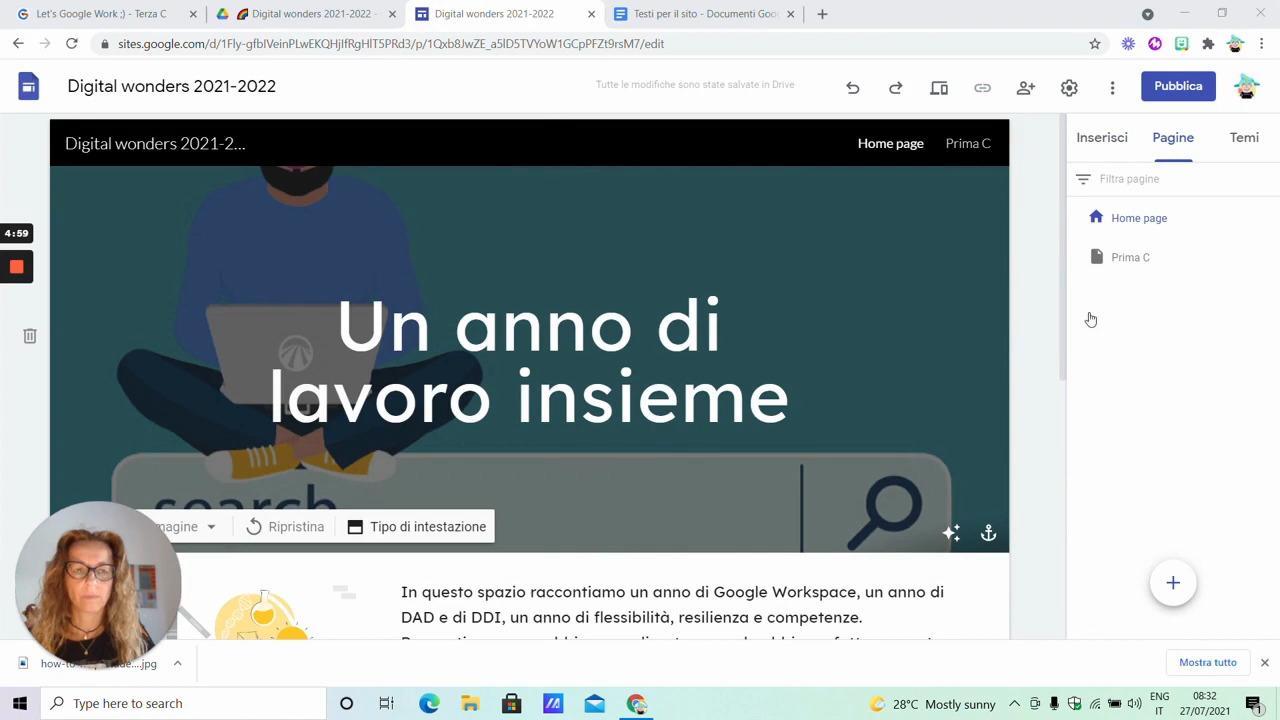 Let's Google Work ;) - Terza C
Digital wonders 2021-2022 -
Digital wonders 2021-2022
Testi per il sito - Documenti Goo
sites.google.com/d/1Fly-gfbIVeinPLwEKQHjIfRgHlT5PRd3/p/1QxDtJwZE_a5lD5TVYoW1GCpPFZt9rsM7/edit
Digital wonders 2021-2022
Tutte le modifiche sono state salvate in Drive
Pubblica
Digital wonders 2021-2...
Home page
Prima C
Inserisci
Pagine
Temi
Filtra pagine
Home page
Prima C
4:59
Un anno di
lavoro insieme
search
magine
Ripristina
Tipo di intestazione
In questo spazio raccontiamo un anno di Google Workspace, un anno di
DAD e di DDI, un anno di flessibilità, resilienza e competenze.
Mostra tutto
Type here to search
28°C Mostly sunny
ENG
IT
08:32
27/07/2021
1